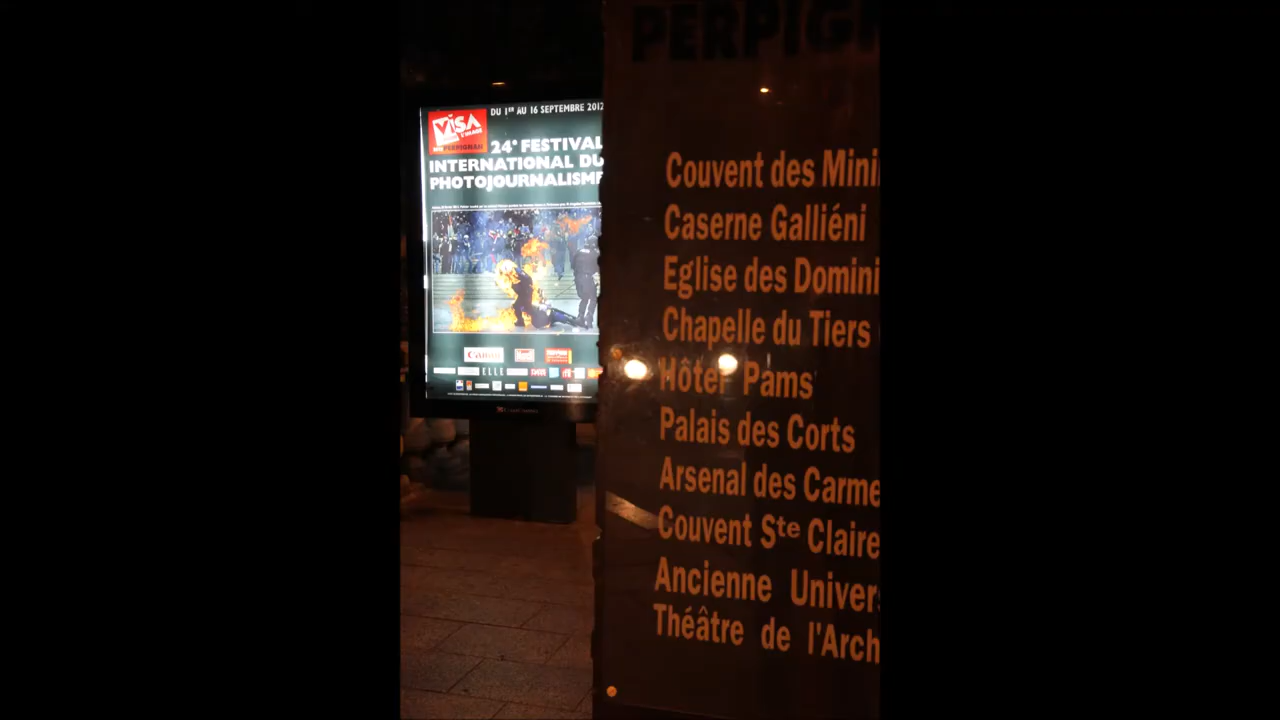 DU 1ER AU 16 SEPTEMBRE 2012
VISA
L'IMAGE
PERPIGNAN
24e FESTIVAL
INTERNATIONAL DU
PHOTOJOURNALISME
Canon
ELLE
PERPIGN
Couvent des Mini
Caserne Galliéni
Eglise des Domini
Chapelle du Tiers
Hôtel Pams
Palais des Corts
Arsenal des Carme
Couvent Ste Claire
Ancienne Univers
Théâtre de l'Arch